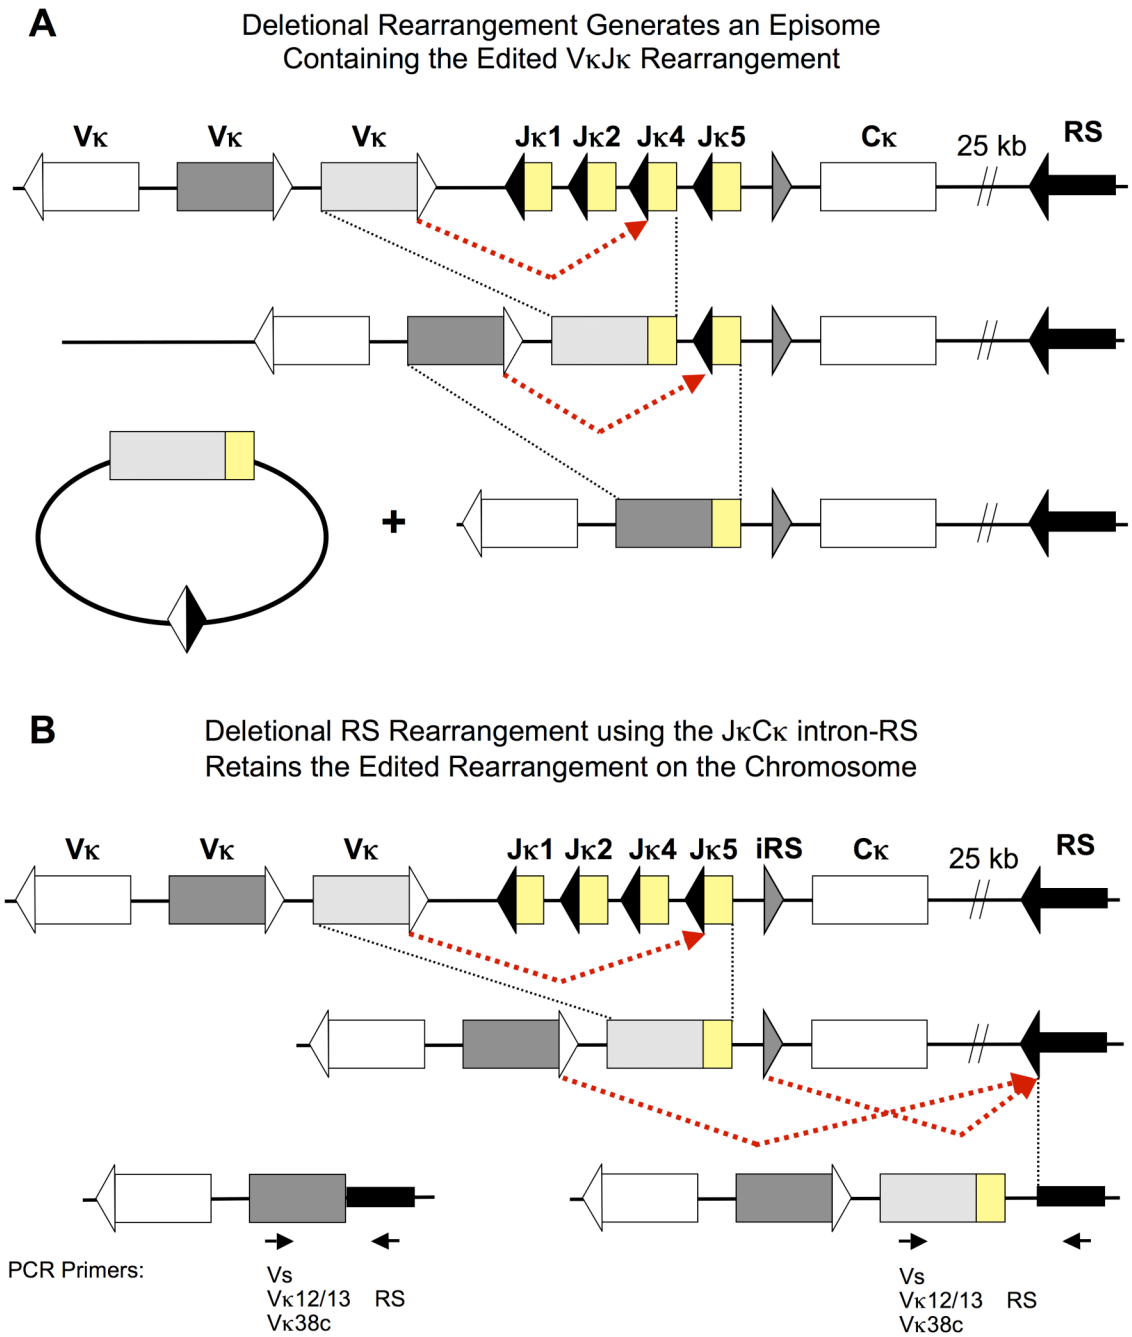 A
Deletional Rearrangement Generates an Episome
Containing the Edited VκJκ Rearrangement
Vκ Vκ Vκ Jκ1 Jκ2 Jκ4 Jκ5 Cκ 25 kb RS
+
B
Deletional RS Rearrangement using the JκCκ intron-RS
Retains the Edited Rearrangement on the Chromosome
Vκ Vκ Vκ Jκ1 Jκ2 Jκ4 Jκ5 iRS Cκ 25 kb RS
PCR Primers:
Vs
Vκ12/13 RS
Vκ38c
Vs
Vκ12/13 RS
Vκ38c